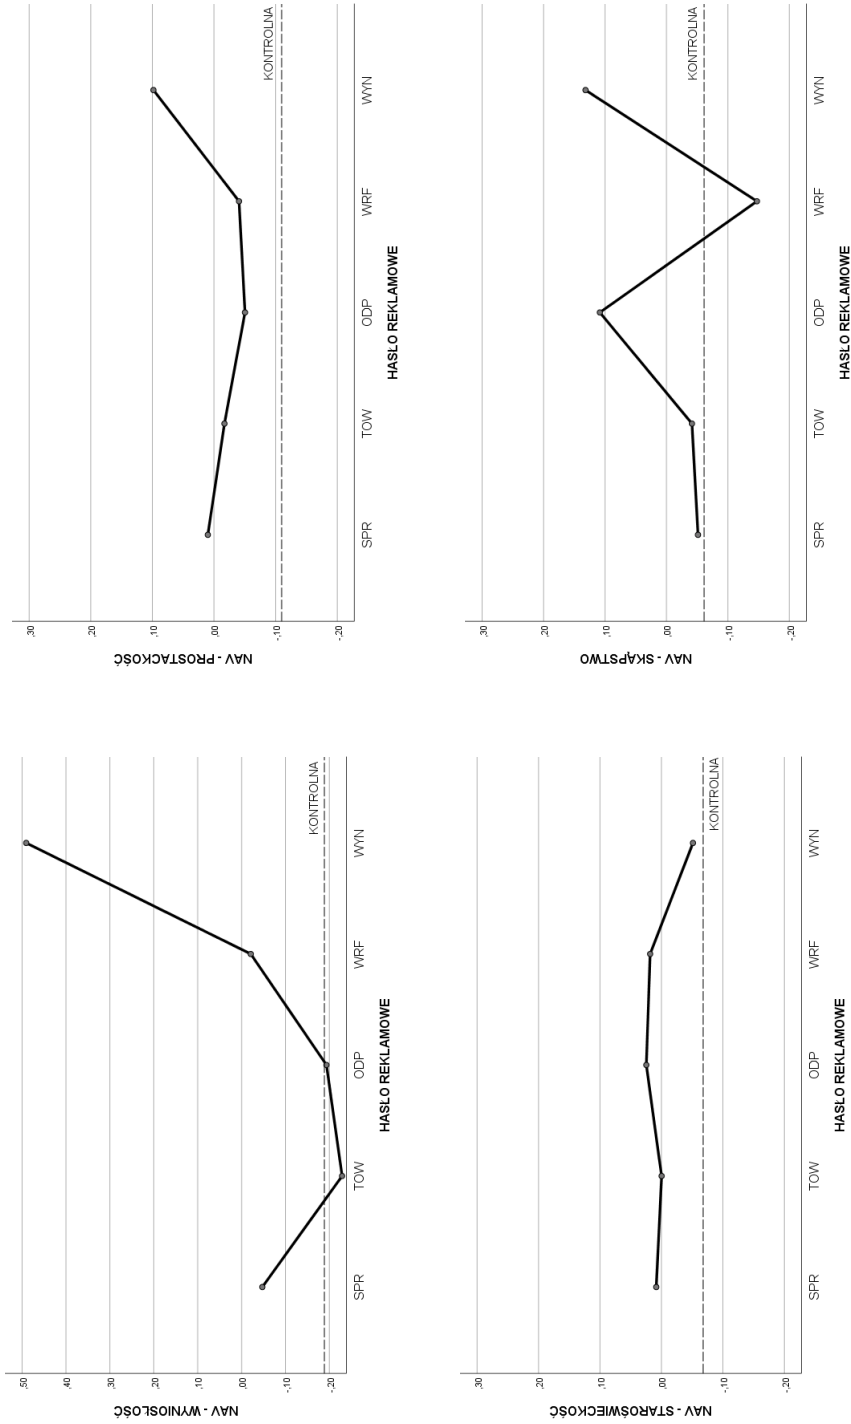 NAV - WYNIOSŁOŚĆ
,50
,40
,30
,20
,10
,00
-,10
-,20
KONTROLNA
SPR TOW ODP WRF WYN
HASŁO REKLAMOWE
NAV - PROSTACKOŚĆ
,30
,20
,10
,00
-,10
-,20
KONTROLNA
SPR TOW ODP WRF WYN
HASŁO REKLAMOWE
NAV - STAROŚWIECKOŚĆ
,30
,20
,10
,00
-,10
-,20
KONTROLNA
SPR TOW ODP WRF WYN
HASŁO REKLAMOWE
NAV - SKĄPSTWO
,30
,20
,10
,00
-,10
-,20
KONTROLNA
SPR TOW ODP WRF WYN
HASŁO REKLAMOWE